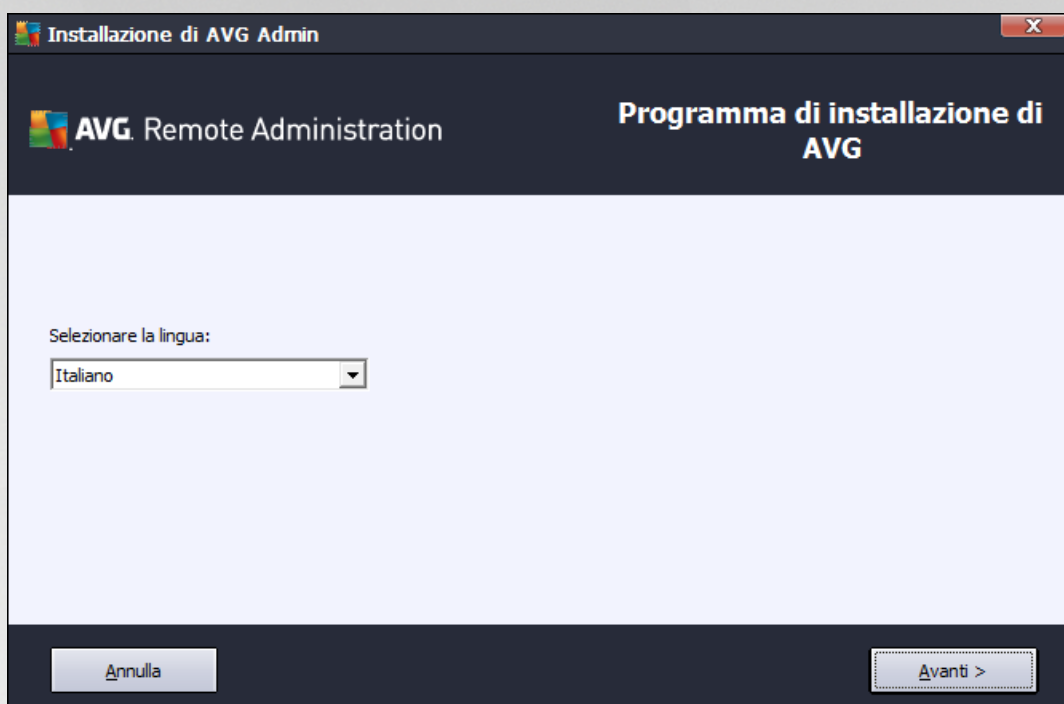 Installazione di AVG Admin
AVG. Remote Administration
Programma di installazione di
AVG
Selezionare la lingua:
Italiano
Annulla
Avanti >